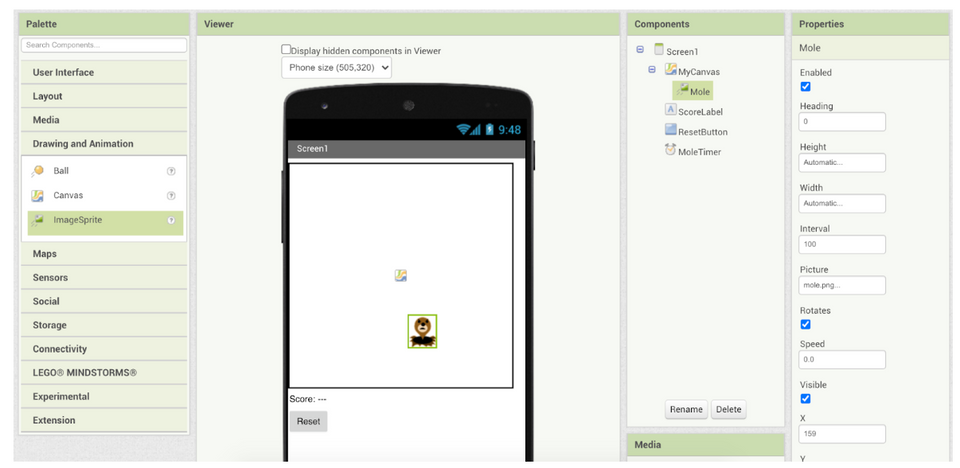 Palette
Search Components...
User Interface
Layout
Media
Drawing and Animation
Ball
?
Canvas
?
ImageSprite
?
Maps
Sensors
Social
Storage
Connectivity
LEGO® MINDSTORMS®
Experimental
Extension
Viewer
Display hidden components in Viewer
Phone size (505,320)
9:48
Screen1
Score: ---
Reset
Components
Screen1
MyCanvas
Mole
ScoreLabel
ResetButton
MoleTimer
Rename Delete
Media
Properties
Mole
Enabled
Heading
0
Height
Automatic...
Width
Automatic...
Interval
100
Picture
mole.png...
Rotates
Speed
0.0
Visible
X
159
Y